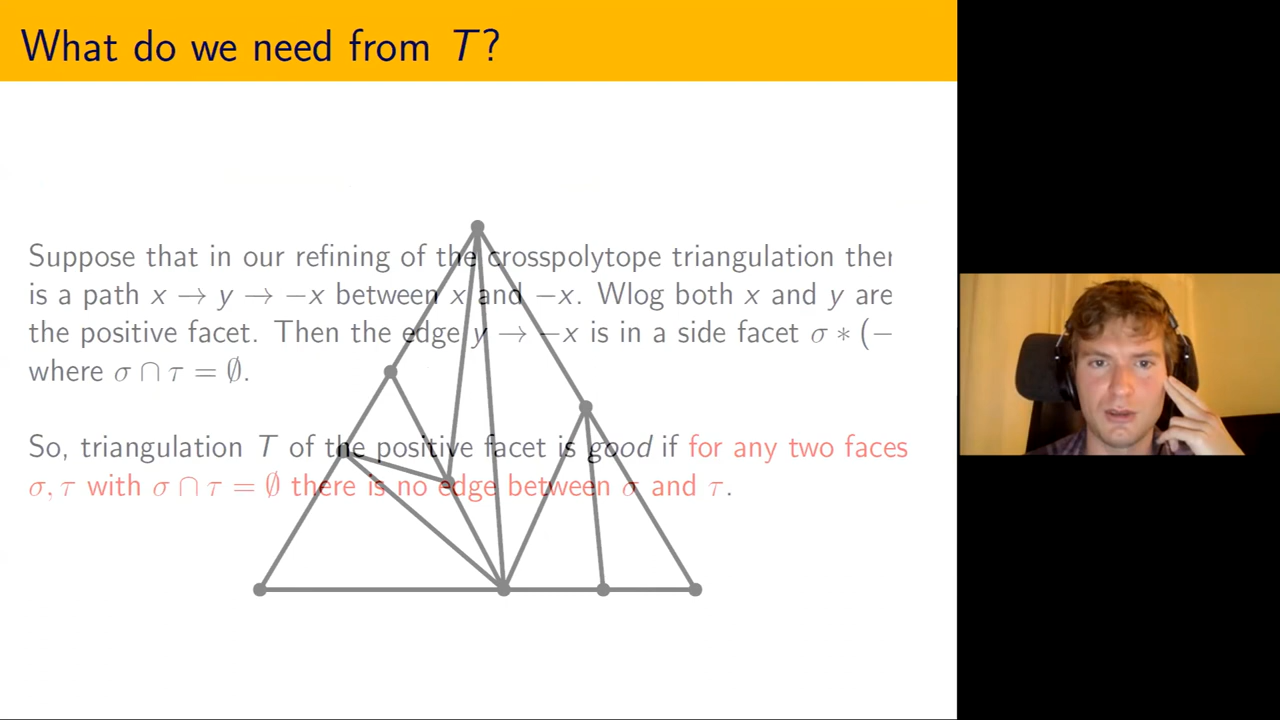 What do we need from T?
Suppose that in our refining of the crosspolytope triangulation ther
is a path x → y → −x between x and −x. Wlog both x and y are
the positive facet. Then the edge y → −x is in a side facet σ ∗ (−
where σ ∩ τ = ∅.
So, triangulation T of the positive facet is good if for any two faces
σ, τ with σ ∩ τ = ∅ there is no edge between σ and τ.